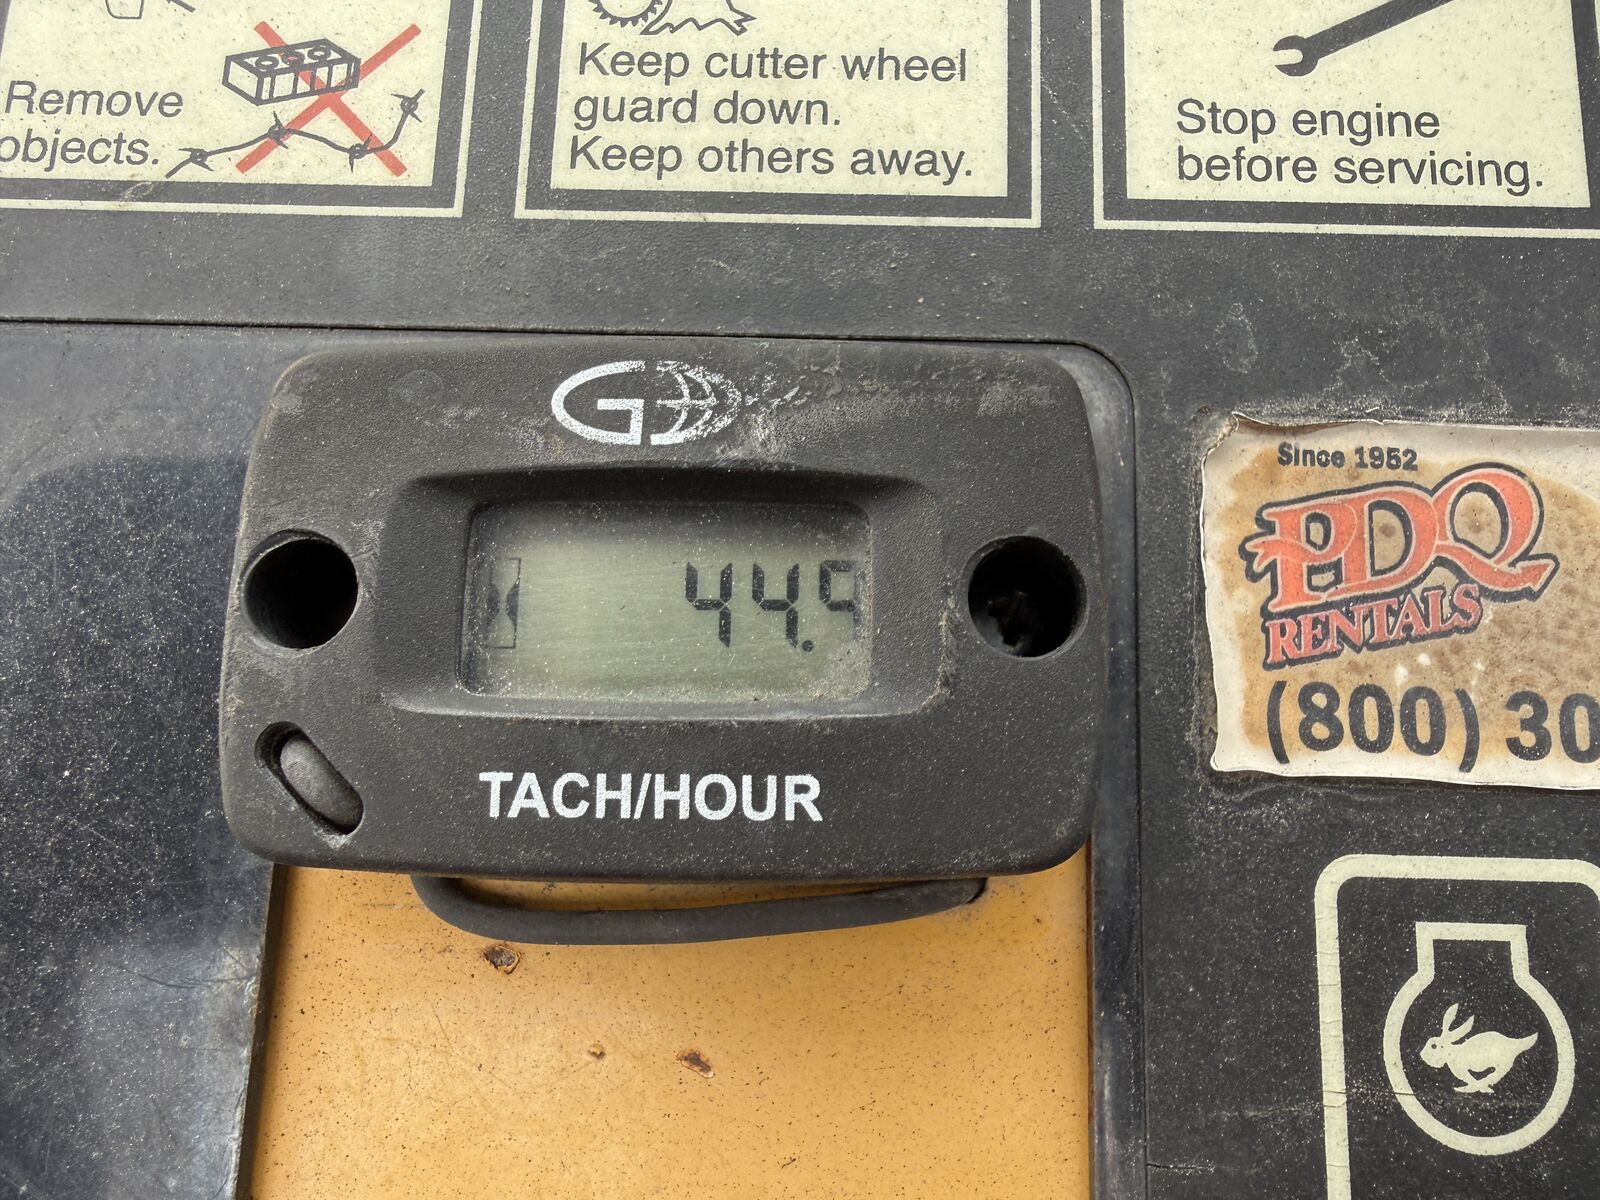 Remove
objects.
Keep cutter wheel
guard down.
Keep others away.
Stop engine
before servicing.
G
44.9
TACH/HOUR
Since 1952
PDQ
RENTALS
(800) 30